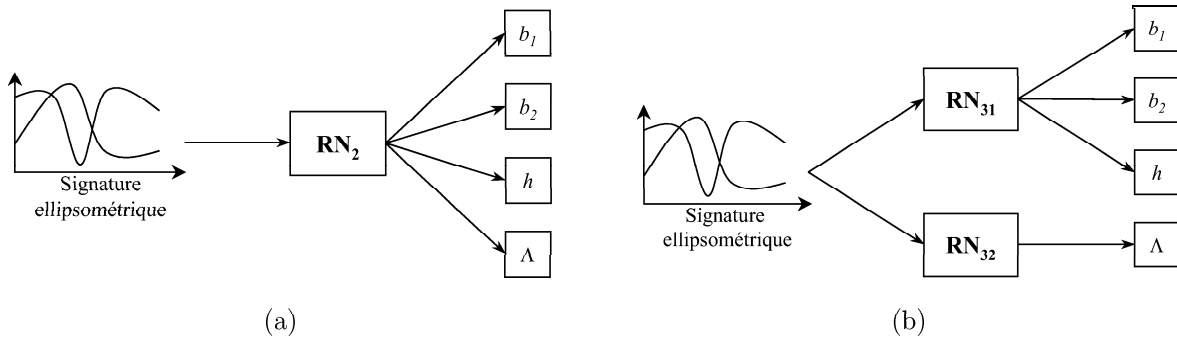 b₁
b₂
RN₂
h
Λ
Signature
ellipsométrique
(a)
b₁
RN₃₁
b₂
h
Signature
ellipsométrique
RN₃₂
Λ
(b)